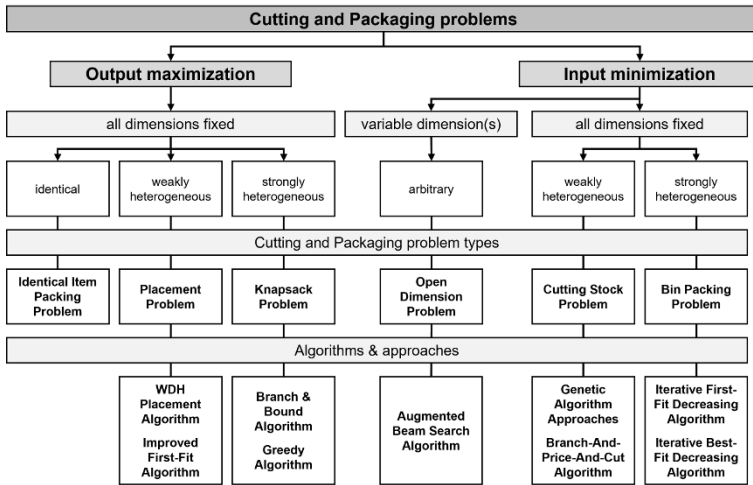 Cutting and Packaging problems
Output maximization
Input minimization
all dimensions fixed
variable dimension(s)
all dimensions fixed
identical
weakly
heterogeneous
strongly
heterogeneous
arbitrary
weakly
heterogeneous
strongly
heterogeneous
Cutting and Packaging problem types
Identical Item
Packing
Problem
Placement
Problem
Knapsack
Problem
Open
Dimension
Problem
Cutting Stock
Problem
Bin Packing
Problem
Algorithms & approaches
WDH
Placement
Algorithm
Improved
First-Fit
Algorithm
Branch &
Bound
Algorithm
Greedy
Algorithm
Augmented
Beam Search
Algorithm
Genetic
Algorithm
Approaches
Branch-And-
Price-And-Cut
Algorithm
Iterative First-
Fit Decreasing
Algorithm
Iterative Best-
Fit Decreasing
Algorithm